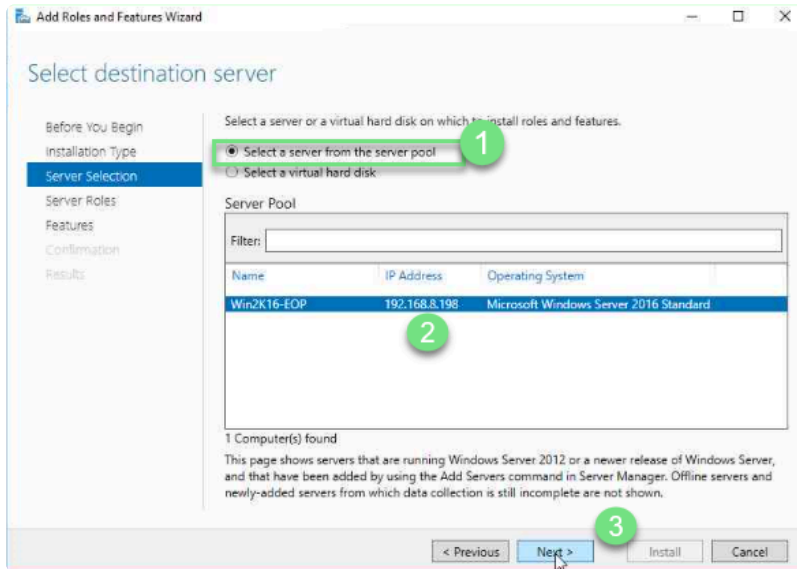 Add Roles and Features Wizard
Select destination server
Before You Begin
Installation Type
Server Selection
Server Roles
Features
Confirmation
Results
Select a server or a virtual hard disk on which to install roles and features.
1
Select a server from the server pool
Select a virtual hard disk
Server Pool
Filter:
Name IP Address Operating System
Win2K16-EOP 192.168.8.198 Microsoft Windows Server 2016 Standard
2
1 Computer(s) found
This page shows servers that are running Windows Server 2012 or a newer release of Windows Server,
and that have been added by using the Add Servers command in Server Manager. Offline servers and
newly-added servers from which data collection is still incomplete are not shown.
3
< Previous Next > Install Cancel